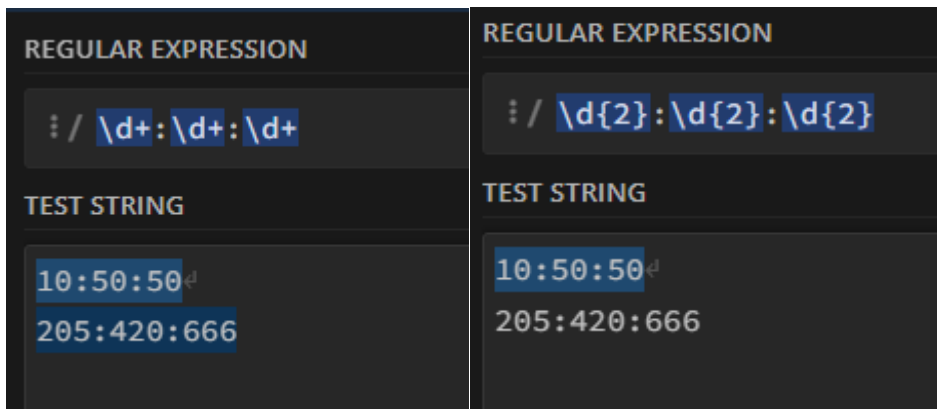 REGULAR EXPRESSION
⋮/ \d+:\d+:\d+
TEST STRING
10:50:50↵
205:420:666
REGULAR EXPRESSION
⋮/ \d{2}:\d{2}:\d{2}
TEST STRING
10:50:50↵
205:420:666